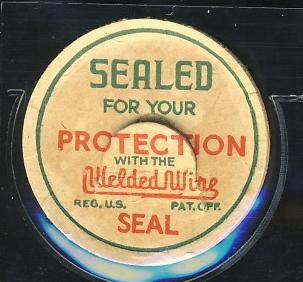 SEALED
FOR YOUR
PROTECTION
WITH THE
Welded Wire
REG. U.S. PAT. OFF.
SEAL